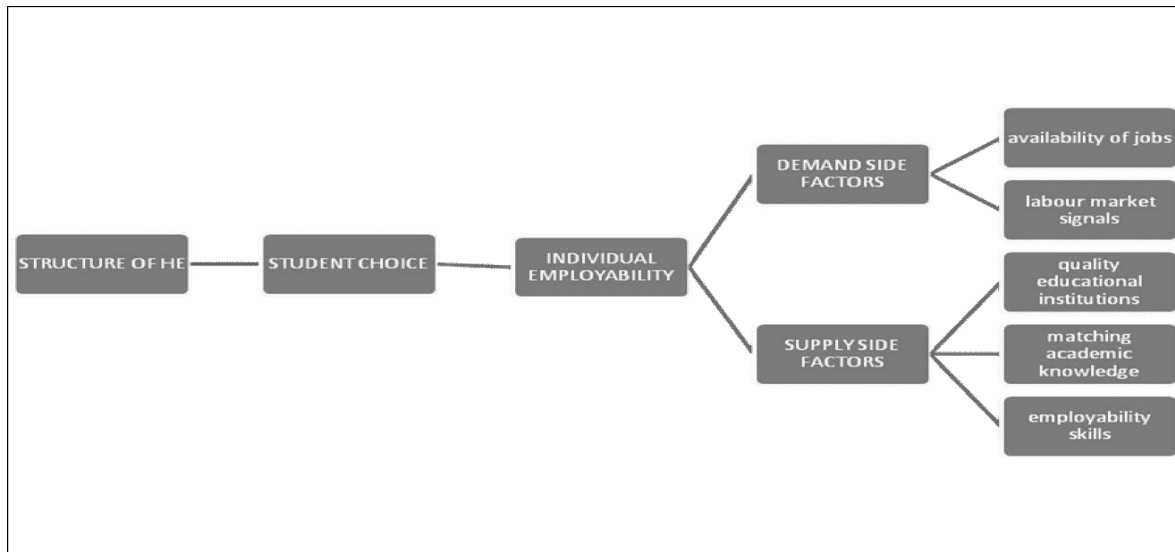 STRUCTURE OF HE
STUDENT CHOICE
INDIVIDUAL
EMPLOYABILITY
DEMAND SIDE
FACTORS
availability of jobs
labour market
signals
SUPPLY SIDE
FACTORS
quality
educational
institutions
matching
academic
knowledge
employability
skills